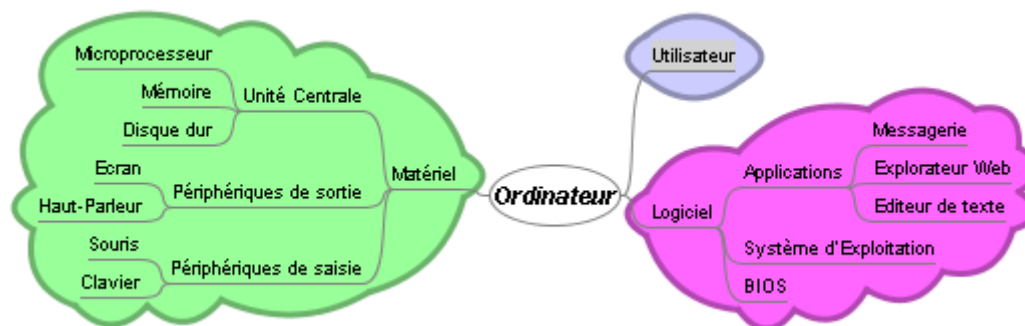 Microprocesseur
Mémoire
Disque dur
Unité Centrale
Ecran
Haut-Parleur
Périphériques de sortie
Souris
Clavier
Périphériques de saisie
Matériel
Ordinateur
Utilisateur
Logiciel
Applications
Messagerie
Explorateur Web
Editeur de texte
Système d'Exploitation
BIOS